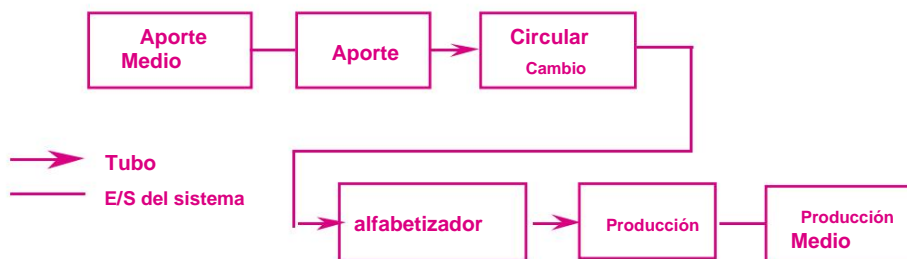 Aporte
Medio
Aporte
Circular
Cambio
Tubo
E/S del sistema
alfabetizador
Producción
Producción
Medio